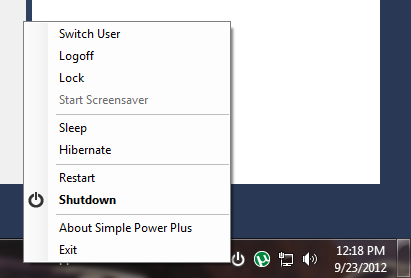 Switch User
Logoff
Lock
Start Screensaver
Sleep
Hibernate
Restart
Shutdown
About Simple Power Plus
Exit
12:18 PM
9/23/2012